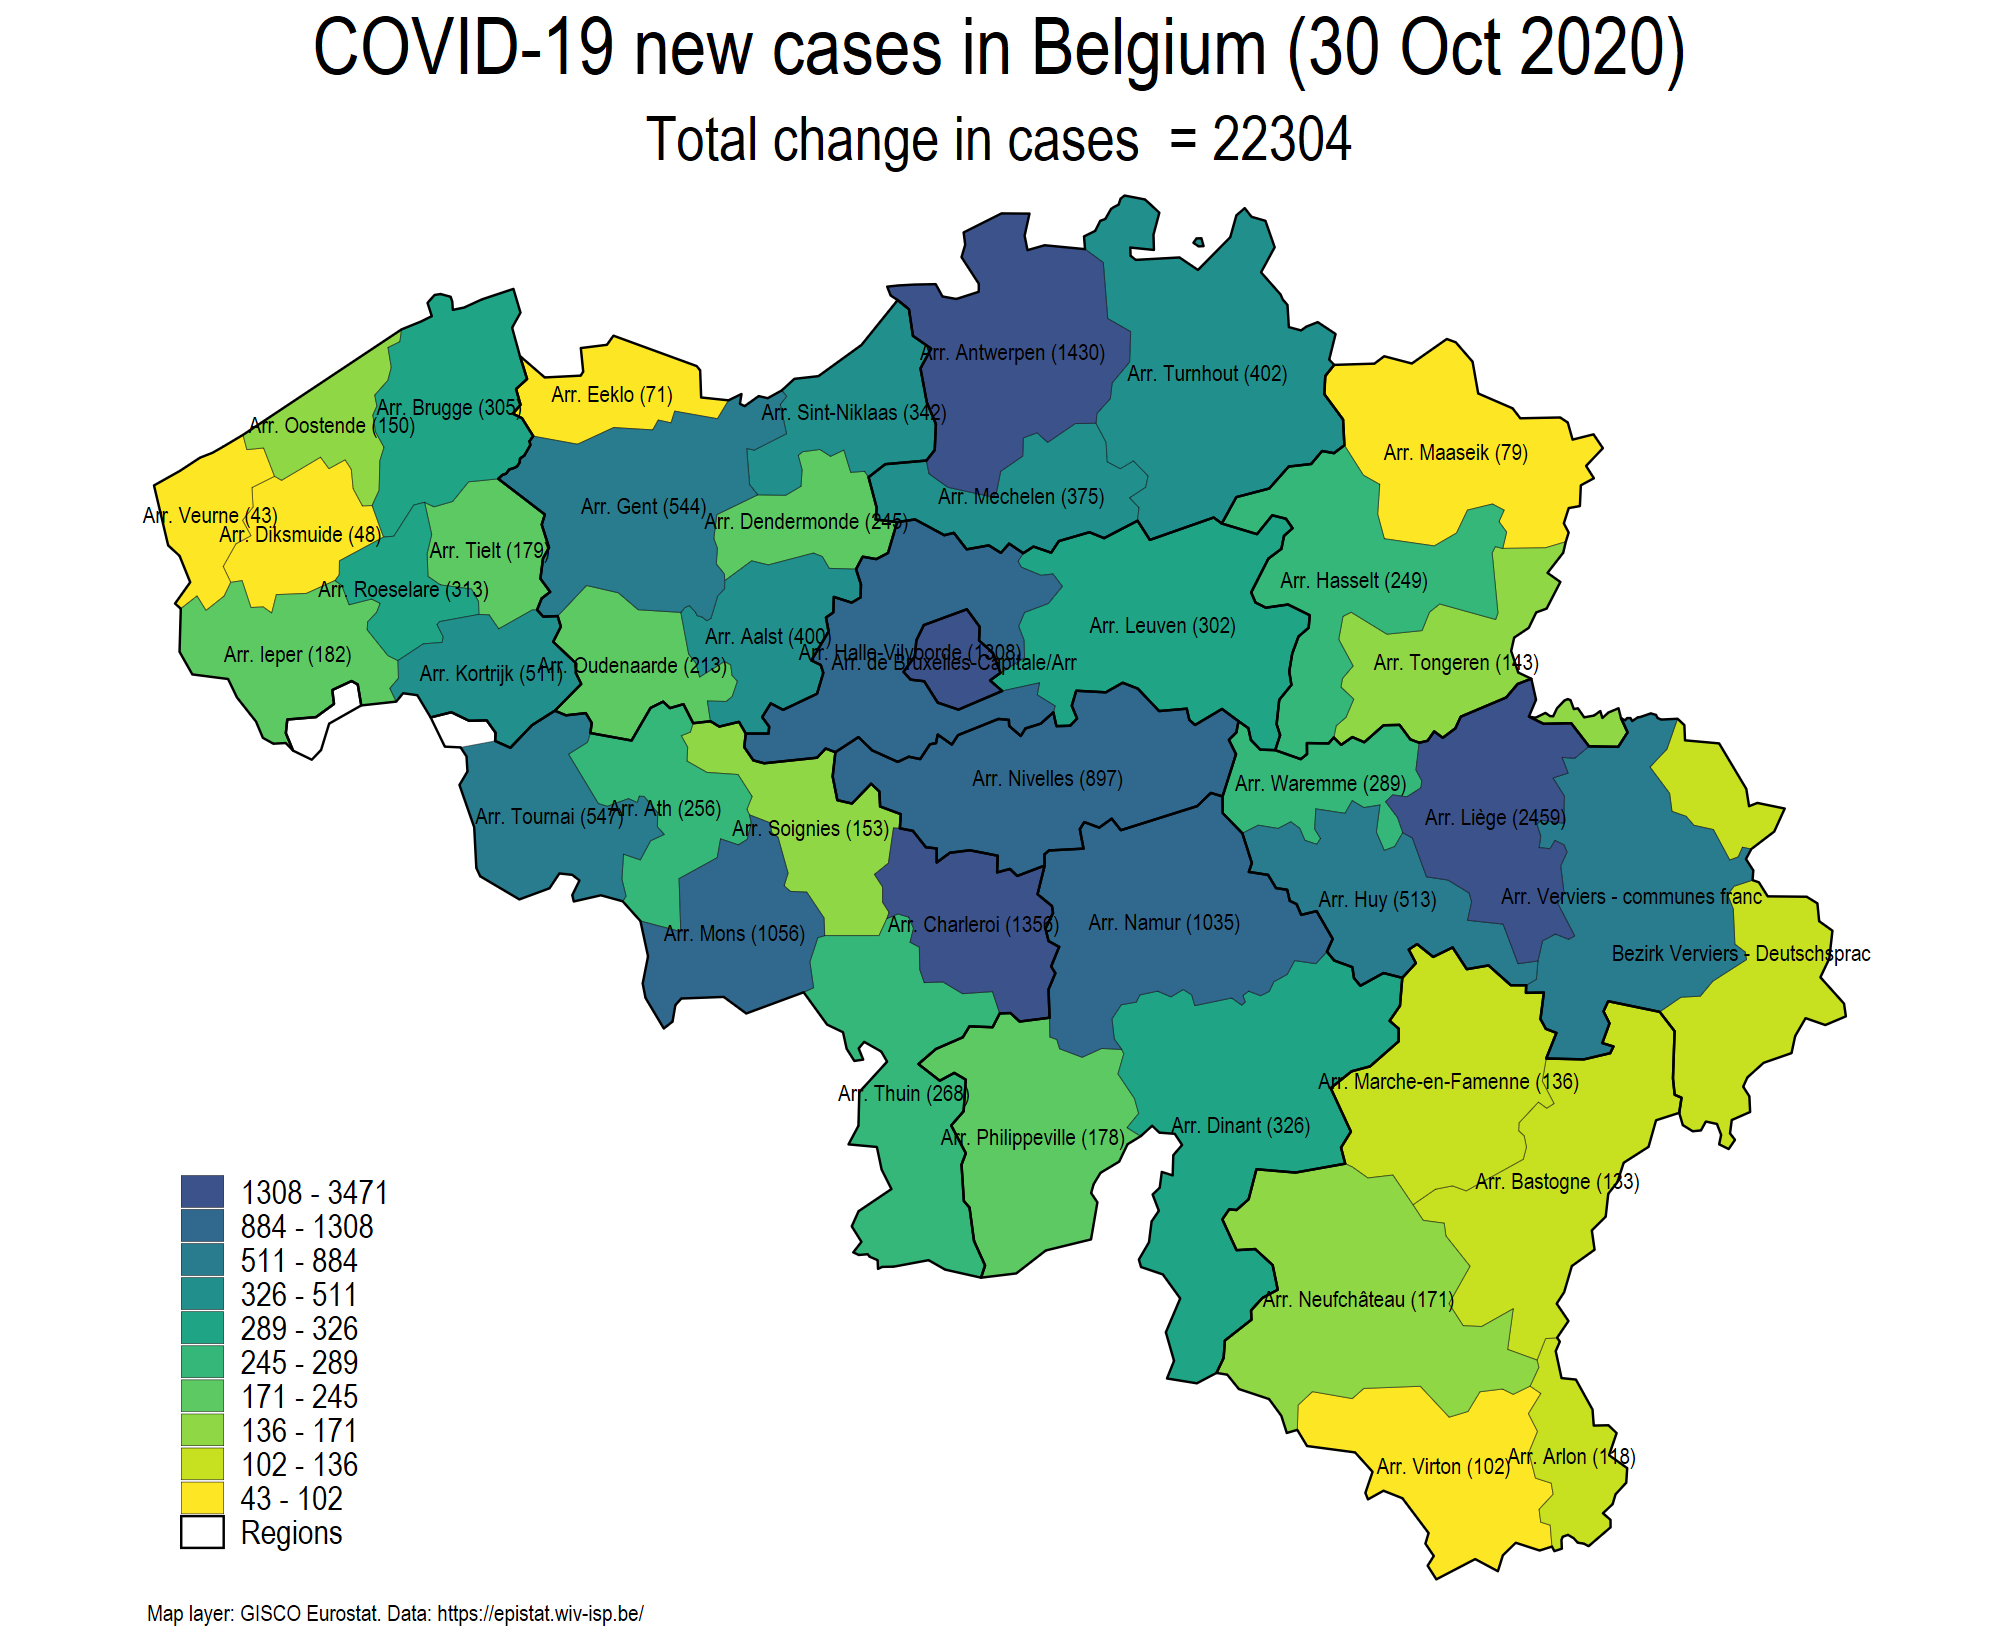 COVID-19 new cases in Belgium (30 Oct 2020)
Total change in cases = 22304
Arr. Antwerpen (1430)
Arr. Turnhout (402)
Arr. Eeklo (71)
Arr. Brugge (305)
Arr. Sint-Niklaas (342)
Arr. Oostende (150)
Arr. Maaseik (79)
Arr. Mechelen (375)
Arr. Gent (544)
Arr. Veurne (43)
Arr. Dendermonde (245)
Arr. Diksmuide (48)
Arr. Tielt (179)
Arr. Hasselt (249)
Arr. Roeselare (313)
Arr. Leuven (302)
Arr. Aalst (400)
Arr. Ieper (182)
Arr. Halle-Vilvoorde (1308)
Arr. de Bruxelles-Capitale/Arr
Arr. Tongeren (143)
Arr. Oudenaarde (213)
Arr. Kortrijk (511)
Arr. Nivelles (897)
Arr. Waremme (289)
Arr. Ath (256)
Arr. Tournai (547)
Arr. Liège (2459)
Arr. Soignies (153)
Arr. Verviers - communes franc
Arr. Huy (513)
Arr. Charleroi (1356)
Arr. Namur (1035)
Arr. Mons (1056)
Bezirk Verviers - Deutschsprac
Arr. Marche-en-Famenne (136)
Arr. Thuin (268)
Arr. Dinant (326)
Arr. Philippeville (178)
Arr. Bastogne (133)
Arr. Neufchâteau (171)
Arr. Arlon (118)
Arr. Virton (102)
1308 - 3471
884 - 1308
511 - 884
326 - 511
289 - 326
245 - 289
171 - 245
136 - 171
102 - 136
43 - 102
Regions
Map layer: GISCO Eurostat. Data: https://epistat.wiv-isp.be/